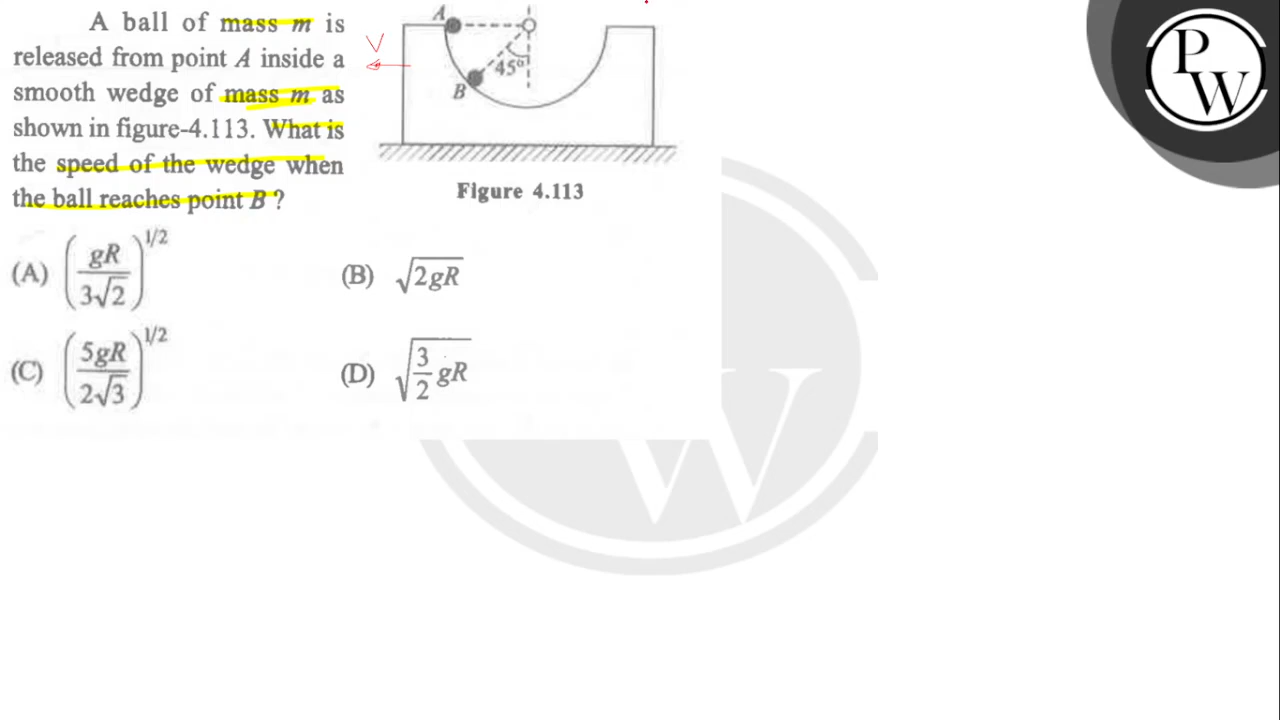 A ball of mass m is
released from point A inside a
smooth wedge of mass m as
shown in figure-4.113. What is
the speed of the wedge when
the ball reaches point B ?
A
B
45°
V
Figure 4.113
(A) (gR/3√2)^1/2
(B) √2gR
(C) (5gR/2√3)^1/2
(D) √3/2 gR
P
W